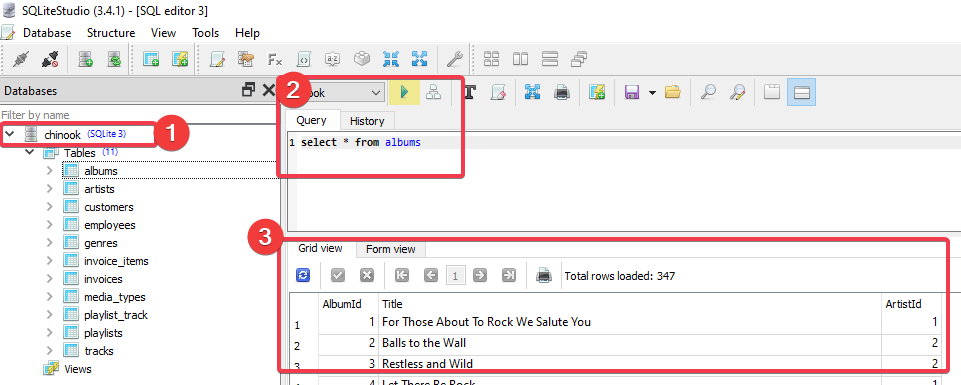 SQLiteStudio (3.4.1) - [SQL editor 3]
Database Structure View Tools Help
Databases
Filter by name
chinook (SQLite 3)
1
Tables (11)
albums
artists
customers
employees
genres
invoice_items
invoices
media_types
playlist_track
playlists
tracks
Views
2
ook
Query History
1 select * from albums
3
Grid view Form view
1 Total rows loaded: 347
AlbumId Title ArtistId
1 1 For Those About To Rock We Salute You 1
2 2 Balls to the Wall 2
3 3 Restless and Wild 2
4 Let There Be Rock 1